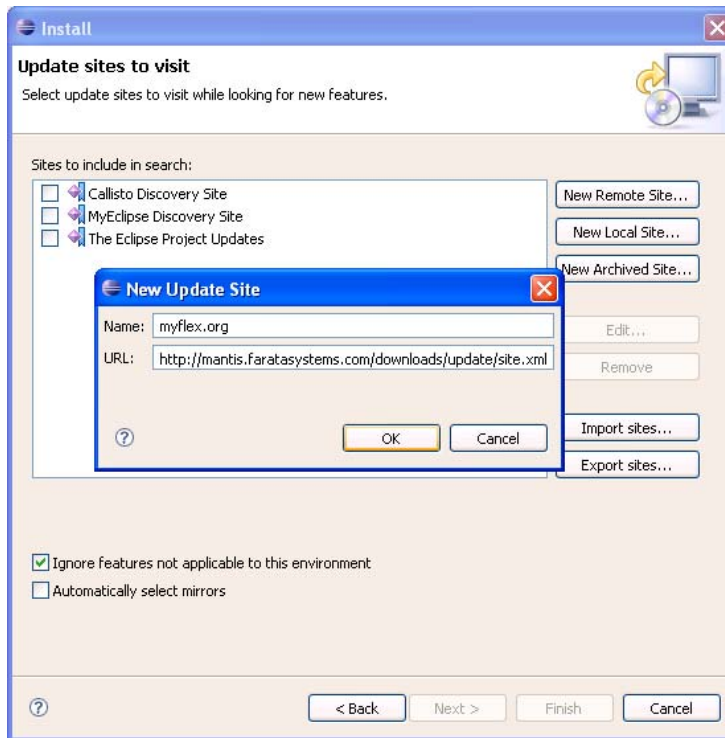 Install
Update sites to visit
Select update sites to visit while looking for new features.
Sites to include in search:
Callisto Discovery Site
MyEclipse Discovery Site
The Eclipse Project Updates
New Remote Site...
New Local Site...
New Archived Site...
Edit...
Remove
Import sites...
Export sites...
New Update Site
Name: myflex.org
URL: http://mantis.faratasystems.com/downloads/update/site.xml
?
OK
Cancel
Ignore features not applicable to this environment
Automatically select mirrors
?
< Back
Next >
Finish
Cancel